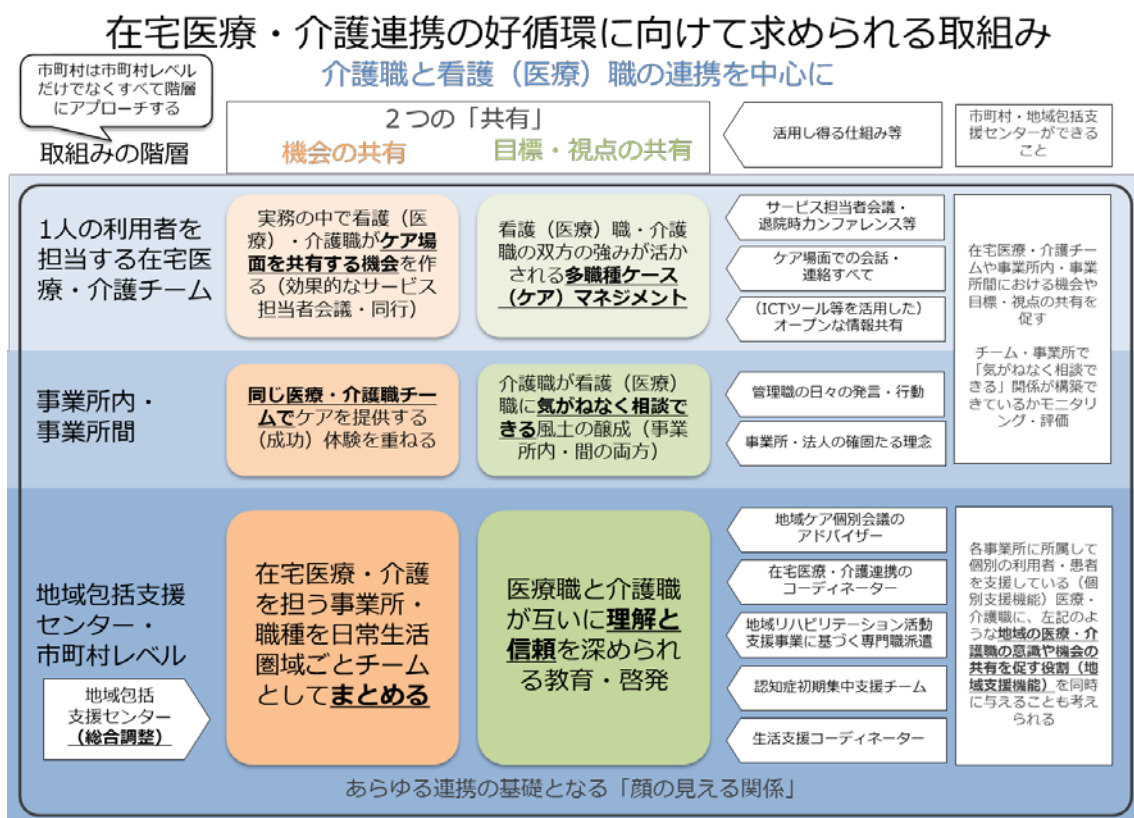 在宅医療・介護連携の好循環に向けて求められる取組み
介護職と看護（医療）職の連携を中心に
市町村は市町村レベル
だけでなくすべて階層
にアプローチする
取組みの階層
２つの「共有」
機会の共有
目標・視点の共有
活用し得る仕組み等
市町村・地域包括支
援センターができる
こと
1人の利用者を
担当する在宅医
療・介護チーム
実務の中で看護（医
療）・介護職がケア場
面を共有する機会を作
る（効果的なサービス
担当者会議・同行）
看護（医療）職・介護
職の双方の強みが活か
される多職種ケース
（ケア）マネジメント
サービス担当者会議・
退院時カンファレンス等
ケア場面での会話・
連絡すべて
（ICTツール等を活用した）
オープンな情報共有
在宅医療・介護チー
ムや事業所内・事業
所間における機会や
目標・視点の共有を
促す
チーム・事業所で
「気がねなく相談で
きる」関係が構築で
きているかモニタリ
ング・評価
事業所内・
事業所間
同じ医療・介護職チー
ムでケアを提供する
（成功）体験を重ねる
介護職が看護（医療）
職に気がねなく相談で
きる風土の醸成（事業
所内・間の両方）
管理職の日々の発言・行動
事業所・法人の確固たる理念
地域包括支援
センター・
市町村レベル
地域包括
支援センター
（総合調整）
在宅医療・介護
を担う事業所・
職種を日常生活
圏域ごとチーム
としてまとめる
医療職と介護職
が互いに理解と
信頼を深められ
る教育・啓発
地域ケア個別会議の
アドバイザー
在宅医療・介護連携の
コーディネーター
地域リハビリテーション活動
支援事業に基づく専門職派遣
認知症初期集中支援チーム
生活支援コーディネーター
各事業所に所属して
個別の利用者・患者
を支援している（個
別支援機能）医療・
介護職に、左記のよ
うな地域の医療・介
護職の意識や機会の
共有を促す役割（地
域支援機能）を同時
に与えることも考え
られる
あらゆる連携の基礎となる「顔の見える関係」